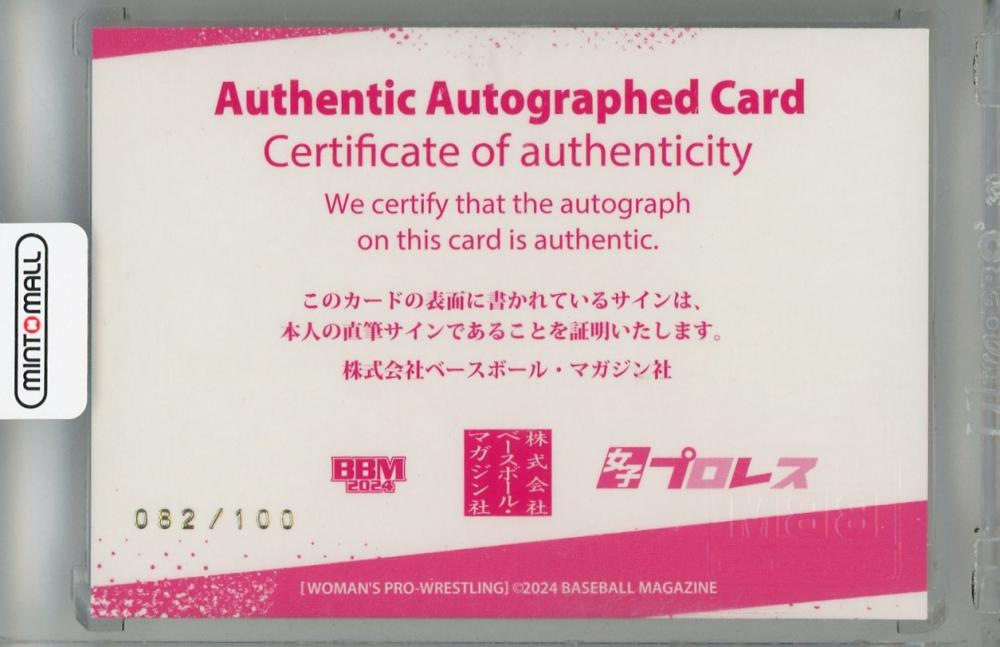 Authentic Autographed Card
Certificate of authenticity
We certify that the autograph
on this card is authentic.
このカードの表面に書かれているサインは、
本人の直筆サインであることを証明いたします。
株式会社ベースボール・マガジン社
MINTOMALL
BBM
2024
株式会社
ベースボール・
マガジン社
女子プロレス
082/100
BBM
[WOMAN'S PRO-WRESTLING] ©2024 BASEBALL MAGAZINE